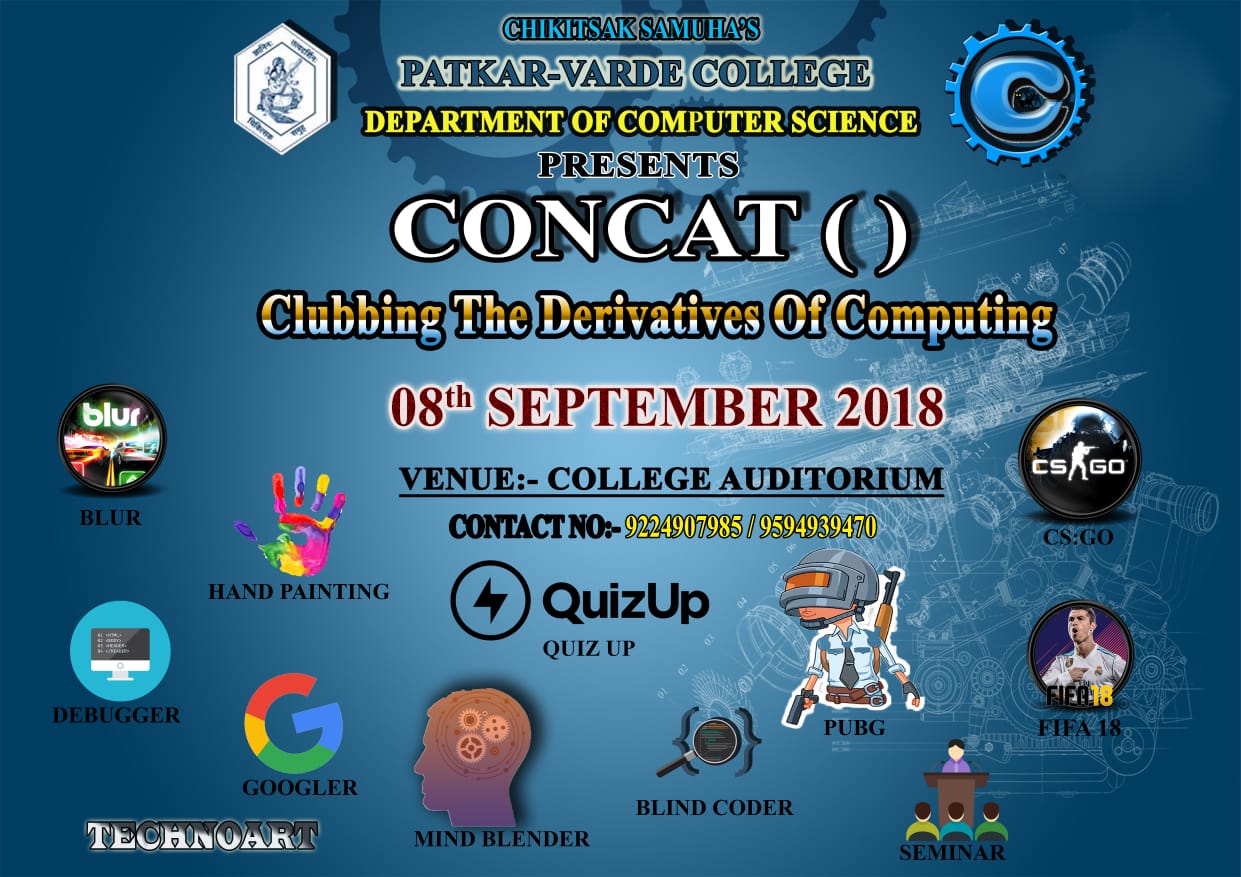 CHIKITSAK SAMUHA'S
PATKAR-VARDE COLLEGE
DEPARTMENT OF COMPUTER SCIENCE
PRESENTS
CONCAT ( )
Clubbing The Derivatives Of Computing
08th SEPTEMBER 2018
VENUE:- COLLEGE AUDITORIUM
CONTACT NO:- 9224907985 / 9594939470
blur
BLUR
CS GO
CS:GO
HAND PAINTING
QuizUp
QUIZ UP
DEBUGGER
GOOGLER
MIND BLENDER
BLIND CODER
PUBG
FIFA 18
FIFA 18
SEMINAR
TECHNOART